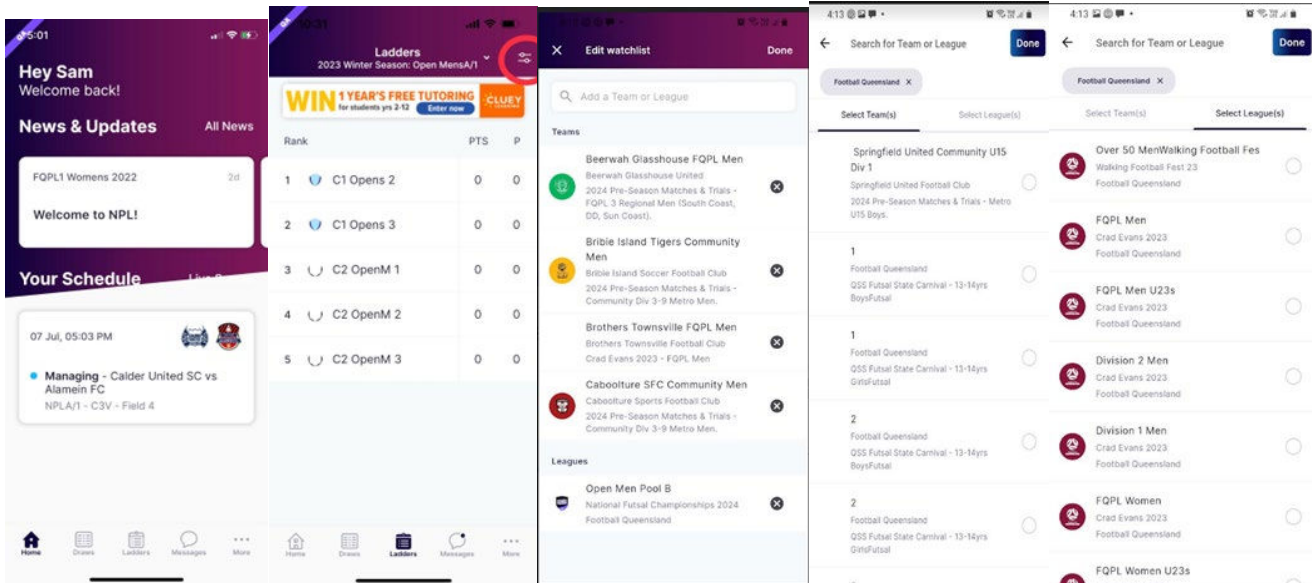 5:01
Hey Sam
Welcome back!
News & Updates
All News
FQPL1 Womens 2022
2d
Welcome to NPL!
Your Schedule
07 Jul, 05:03 PM
Managing - Calder United SC vs
Alamein FC
NPLA/1 - C3V - Field 4
Home
Draws
Ladders
Messages
More
10:31
Ladders
2023 Winter Season: Open MensA/1
WIN 1 YEAR'S FREE TUTORING
for students yrs 2-12
Enter now
CLUEY
Rank
PTS
P
1 C1 Opens 2 0 0
2 C1 Opens 3 0 0
3 C2 OpenM 1 0 0
4 C2 OpenM 2 0 0
5 C2 OpenM 3 0 0
Home
Draws
Ladders
Messages
More
Edit watchlist
Done
Add a Team or League
Teams
Beerwah Glasshouse FQPL Men
Beerwah Glasshouse United
2024 Pre-Season Matches & Trials -
FQPL 3 Regional Men (South Coast,
DD, Sun Coast).
Bribie Island Tigers Community
Men
Bribie Island Soccer Football Club
2024 Pre-Season Matches & Trials -
Community Div 3-9 Metro Men.
Brothers Townsville FQPL Men
Brothers Townsville Football Club
Crad Evans 2023 - FQPL Men
Caboolture SFC Community Men
Caboolture Sports Football Club
2024 Pre-Season Matches & Trials -
Community Div 3-9 Metro Men.
Leagues
Open Men Pool B
National Futsal Championships 2024
Football Queensland
4:13
Search for Team or League
Done
Football Queensland X
Select Team(s)
Select League(s)
Springfield United Community U15
Div 1
Springfield United Football Club
2024 Pre-Season Matches & Trials - Metro
U15 Boys.
1
Football Queensland
QSS Futsal State Carnival - 13-14yrs
BoysFutsal
1
Football Queensland
QSS Futsal State Carnival - 13-14yrs
GirlsFutsal
2
Football Queensland
QSS Futsal State Carnival - 13-14yrs
BoysFutsal
2
Football Queensland
QSS Futsal State Carnival - 13-14yrs
GirlsFutsal
4:13
Search for Team or League
Done
Football Queensland X
Select Team(s)
Select League(s)
Over 50 MenWalking Football Fes
Walking Football Fest 23
Football Queensland
FQPL Men
Crad Evans 2023
Football Queensland
FQPL Men U23s
Crad Evans 2023
Football Queensland
Division 2 Men
Crad Evans 2023
Football Queensland
Division 1 Men
Crad Evans 2023
Football Queensland
FQPL Women
Crad Evans 2023
Football Queensland
FQPL Women U23s